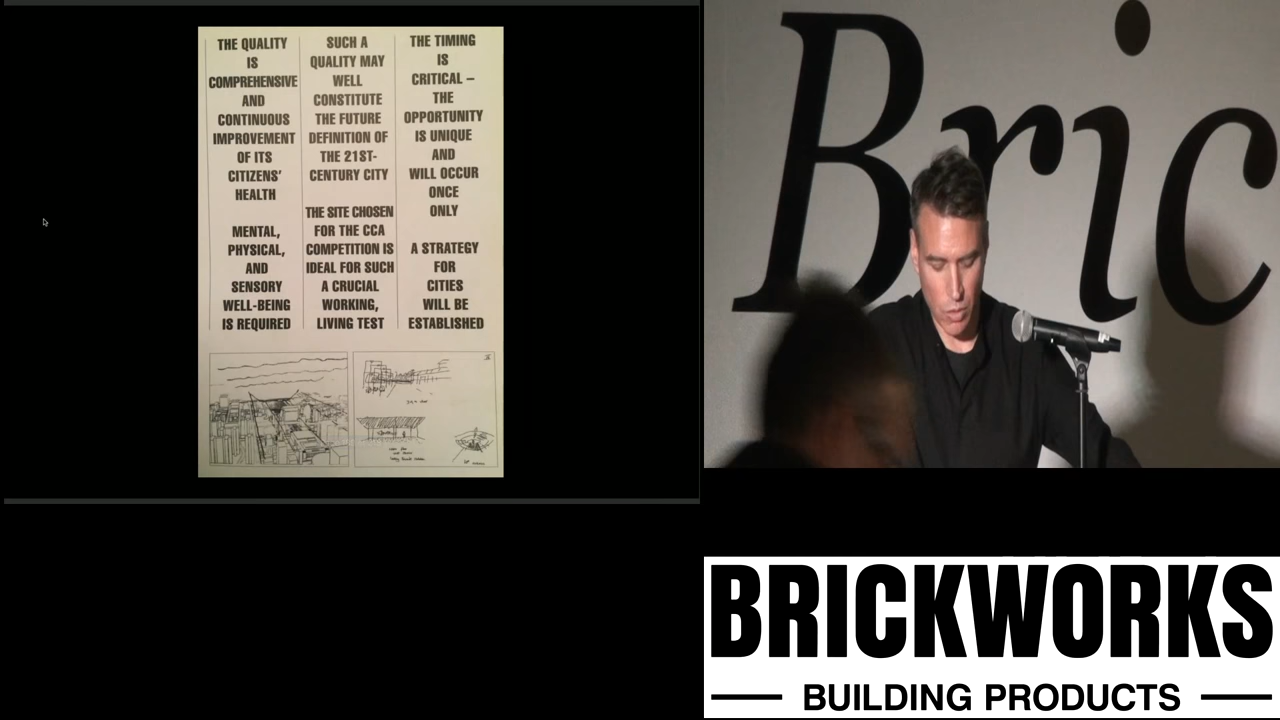 THE QUALITY
IS
COMPREHENSIVE
AND
CONTINUOUS
IMPROVEMENT
OF ITS
CITIZENS'
HEALTH
MENTAL,
PHYSICAL,
AND
SENSORY
WELL-BEING
IS REQUIRED
SUCH A
QUALITY MAY
WELL
CONSTITUTE
THE FUTURE
DEFINITION OF
THE 21ST-
CENTURY CITY
THE SITE CHOSEN
FOR THE CCA
COMPETITION IS
IDEAL FOR SUCH
A CRUCIAL
WORKING,
LIVING TEST
THE TIMING
IS
CRITICAL –
THE
OPPORTUNITY
IS UNIQUE
AND
WILL OCCUR
ONCE
ONLY
A STRATEGY
FOR
CITIES
WILL BE
ESTABLISHED
Bric
BRICKWORKS
BUILDING PRODUCTS